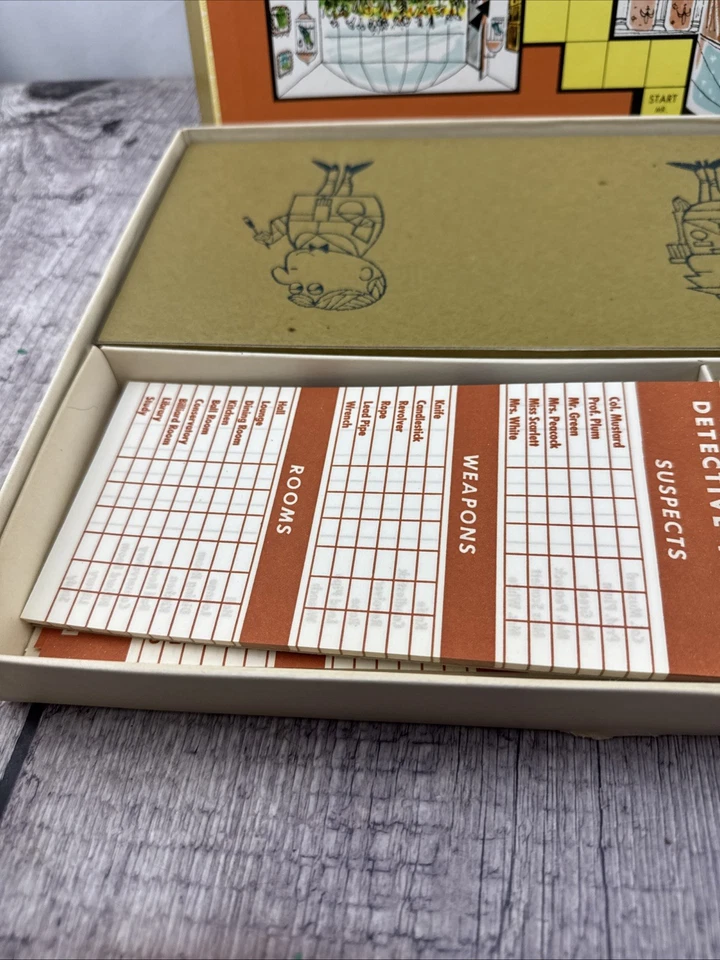 START
DETECTIVE
SUSPECTS
Col. Mustard
Prof. Plum
Mr. Green
Mrs. Peacock
Miss Scarlett
Mrs. White
WEAPONS
Knife
Candlestick
Revolver
Rope
Lead Pipe
Wrench
ROOMS
Hall
Lounge
Dining Room
Kitchen
Ball Room
Conservatory
Billiard Room
Library
Study